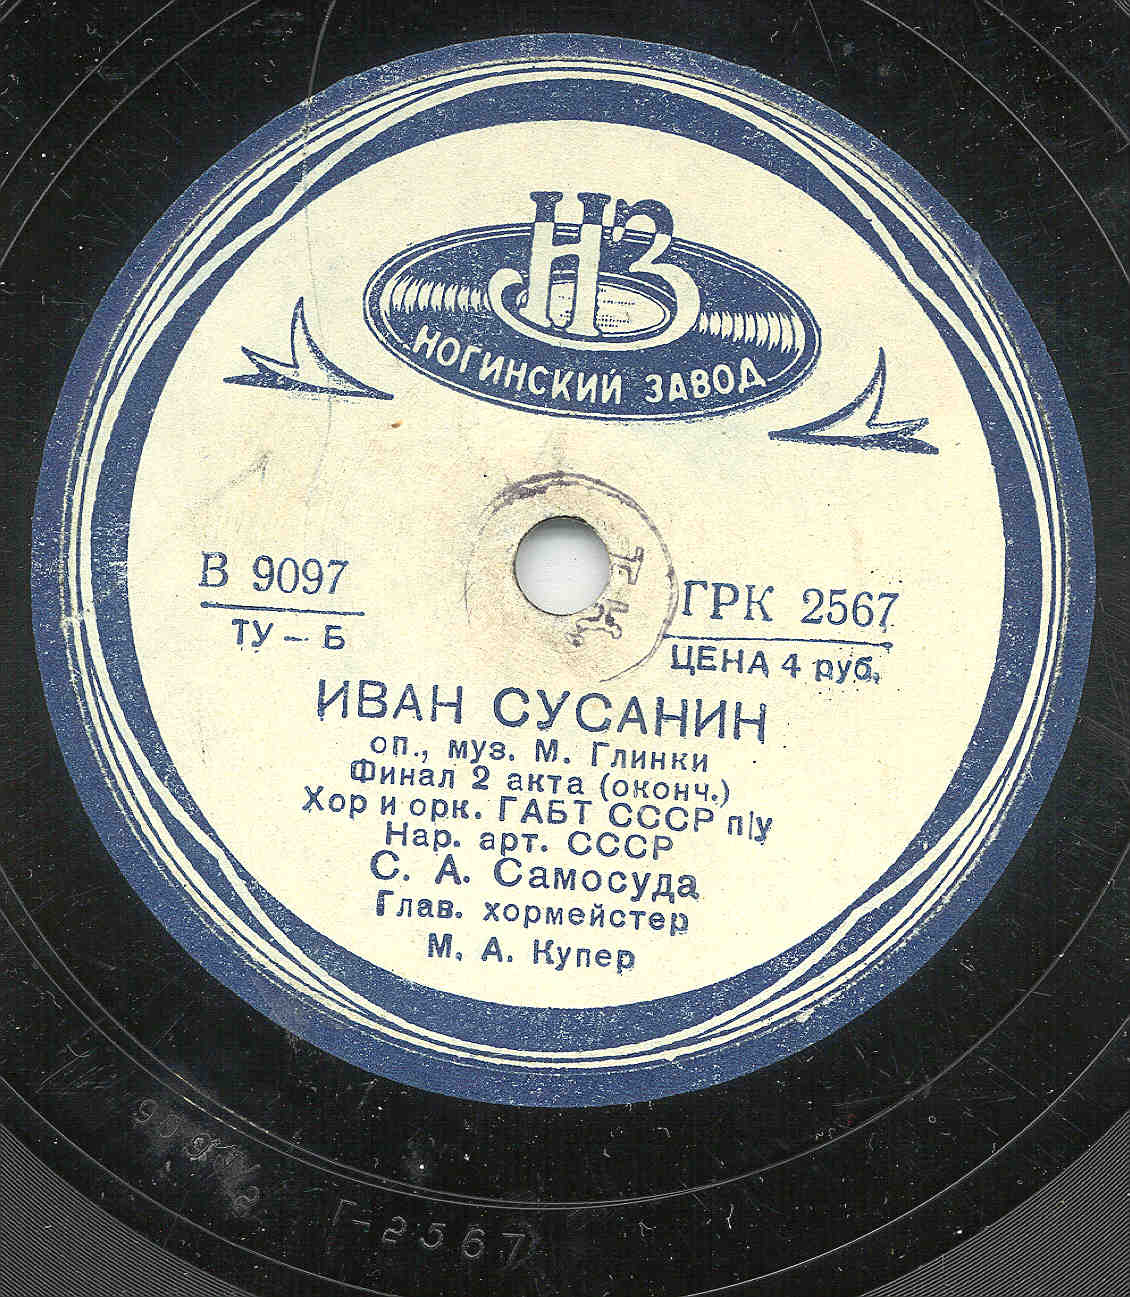 НЗ
НОГИНСКИЙ ЗАВОД
В 9097
ТУ – Б
ГРК 2567
ЦЕНА 4 руб.
ИВАН СУСАНИН
оп., муз. М. Глинки
Финал 2 акта (оконч.)
Хор и орк. ГАБТ СССР п/у
Нар. арт. СССР
С. А. Самосуда
Глав. хормейстер
М. А. Купер
Г-2567